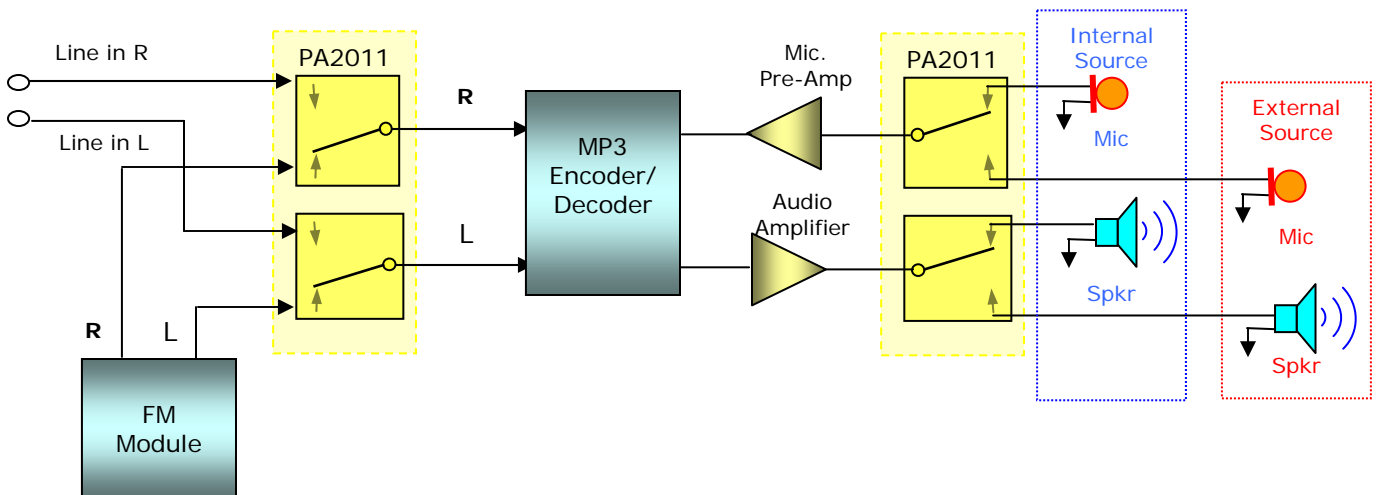 Line in R
Line in L
PA2011
R
L
R
L
FM
Module
MP3
Encoder/
Decoder
Mic.
Pre-Amp
Audio
Amplifier
PA2011
Internal
Source
Mic
Spkr
External
Source
Mic
Spkr